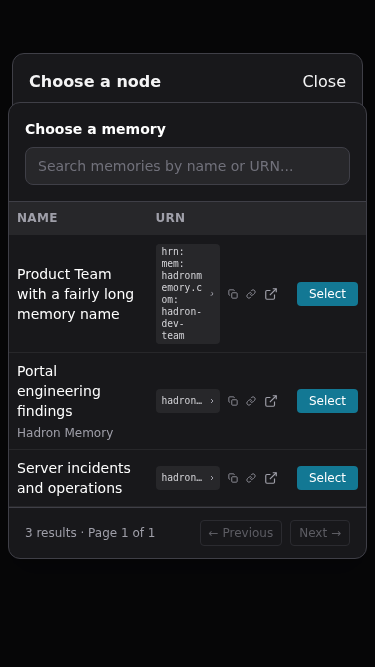 Choose a node Close
Choose a memory
Search memories by name or URN...
NAME URN
Product Team
with a fairly long
memory name
hrn:
mem:
hadronm
emory.c
om:
hadron-
dev-
team
›
Select
Portal
engineering
findings
Hadron Memory
hadron… ›
Select
Server incidents
and operations
hadron… ›
Select
3 results · Page 1 of 1
← Previous
Next →